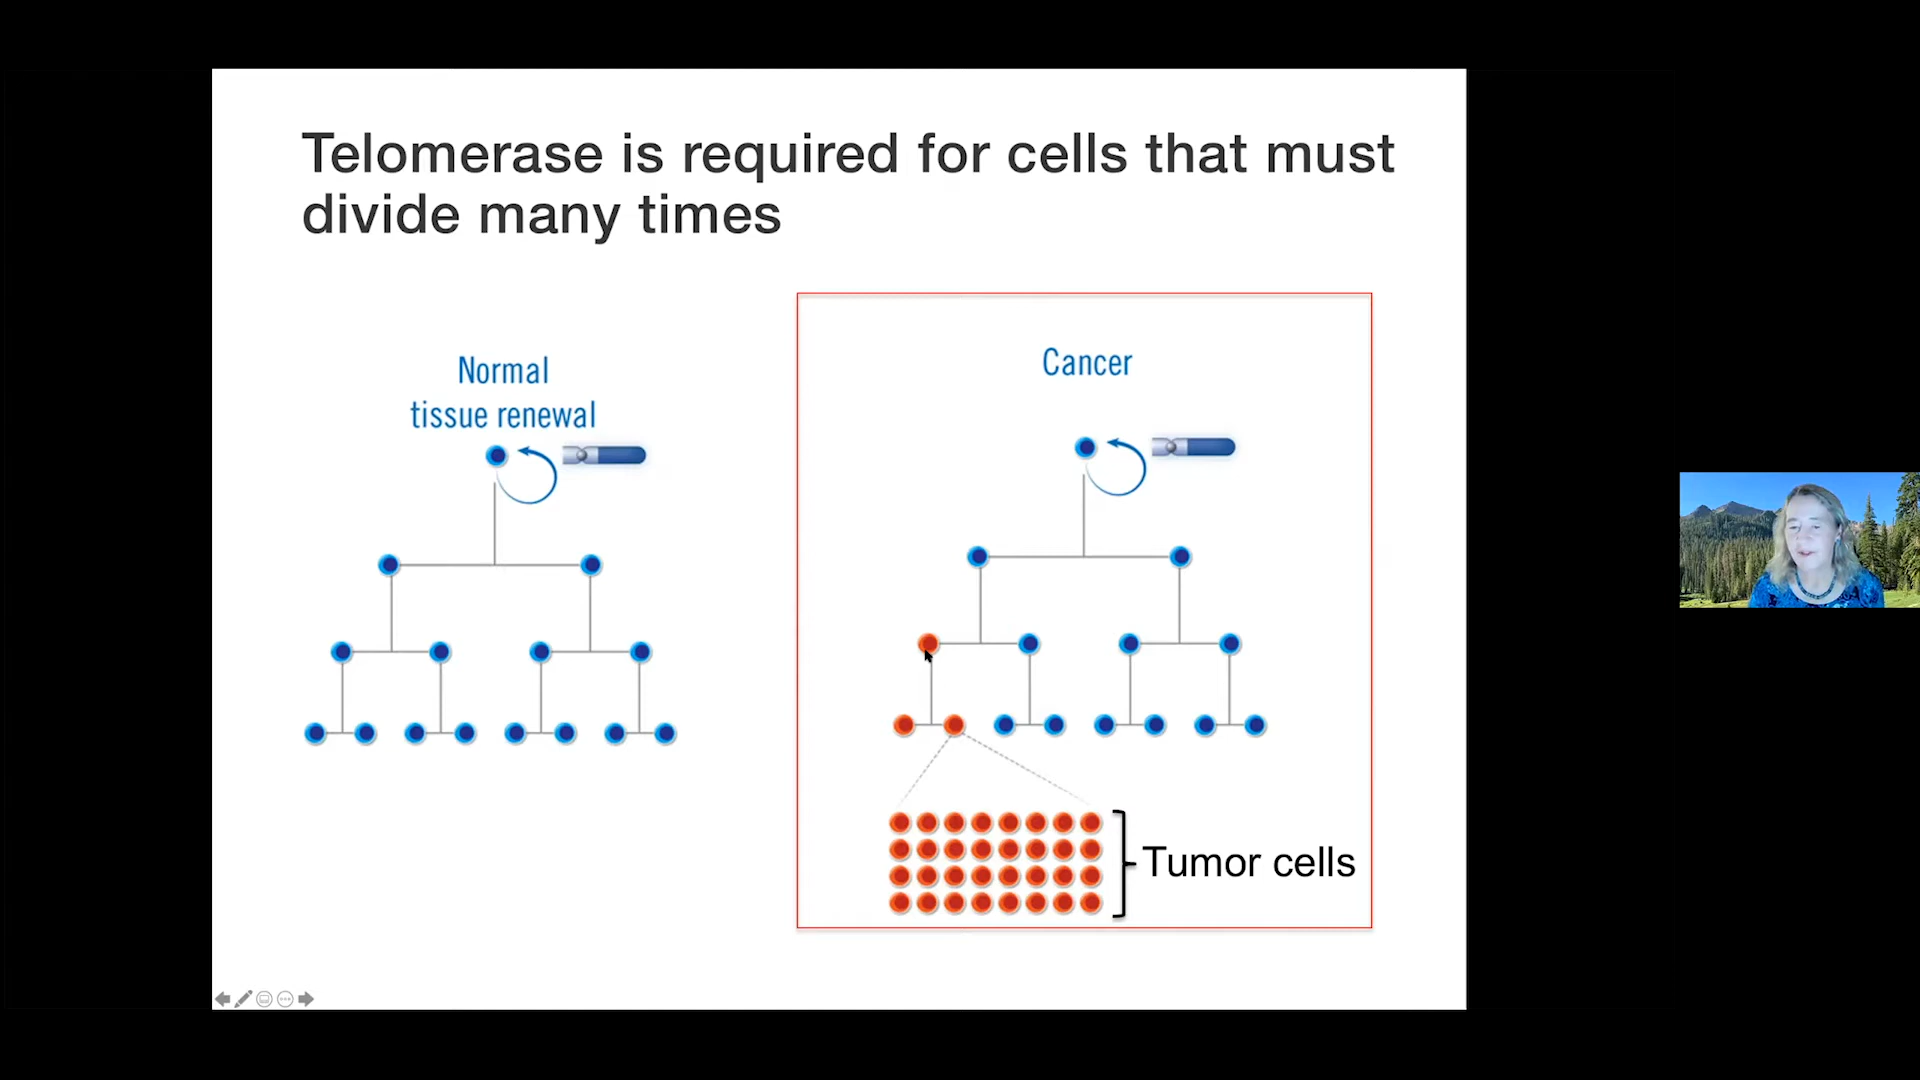 Telomerase is required for cells that must
divide many times
Normal
tissue renewal
Cancer
Tumor cells